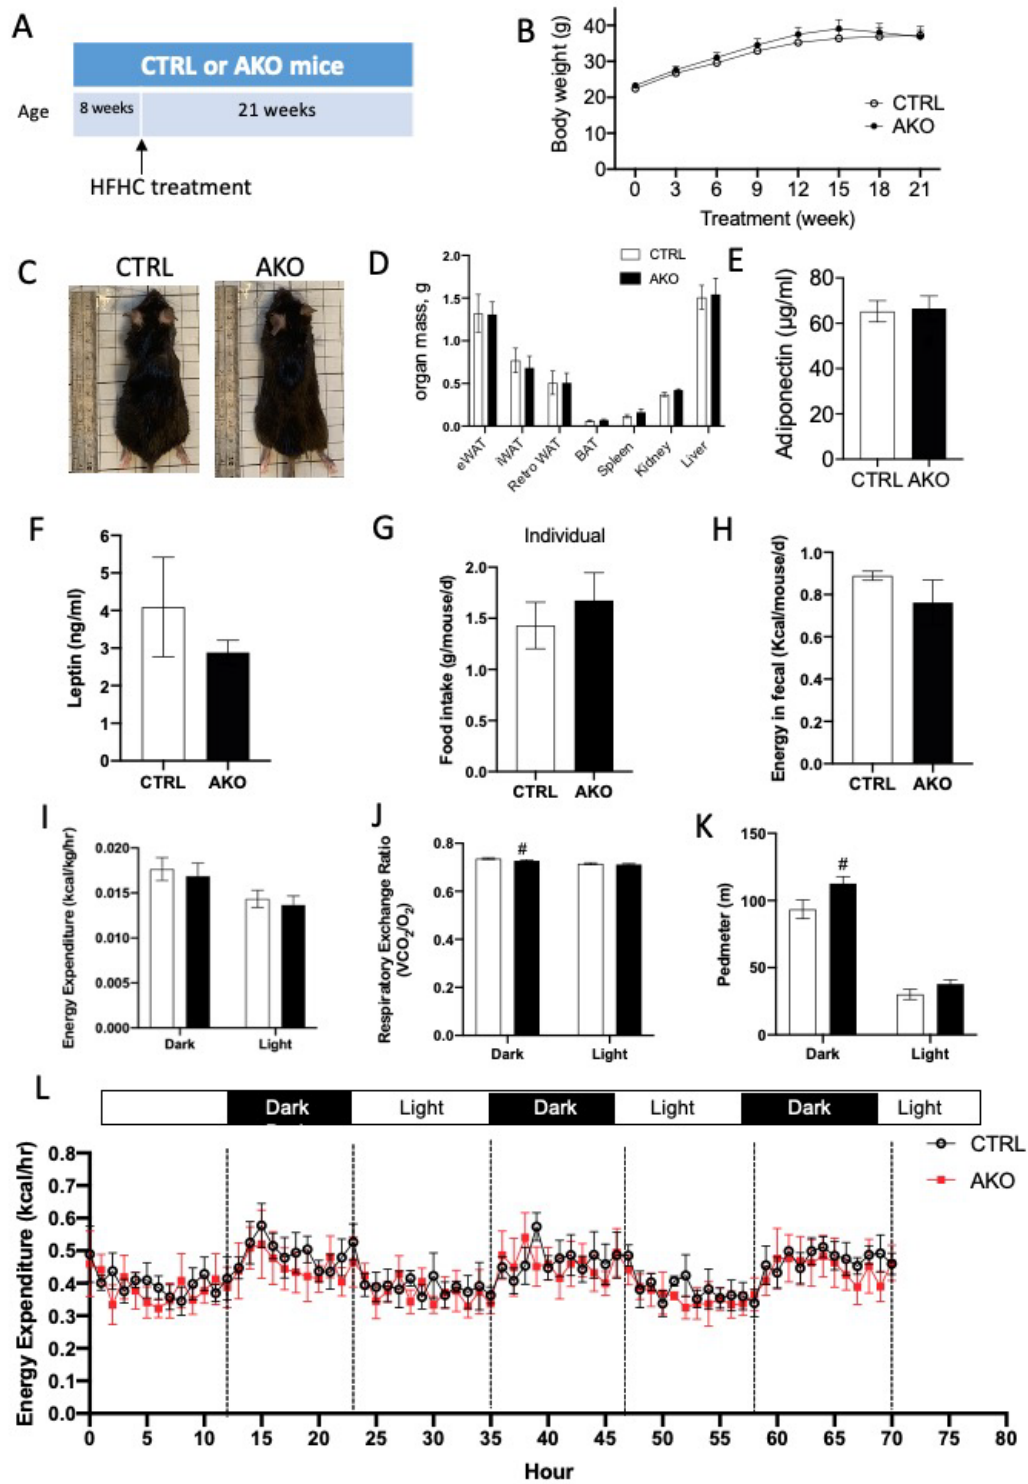 A
CTRL or AKO mice
Age
8 weeks
21 weeks
HFHC treatment
B
Body weight (g)
40
30
20
10
0
CTRL
AKO
0 3 6 9 12 15 18 21
Treatment (week)
C
CTRL
AKO
D
organ mass, g
2.0
1.5
1.0
0.5
0.0
CTRL
AKO
eWAT
iWAT
Retro WAT
BAT
Spleen
Kidney
Liver
E
Adiponectin (µg/ml)
80
60
40
20
0
CTRL AKO
F
Leptin (ng/ml)
6
5
4
3
2
1
0
CTRL AKO
G
Individual
Food intake (g/mouse/d)
2.0
1.5
1.0
0.5
0.0
CTRL AKO
H
Energy in fecal (Kcal/mouse/d)
1.0
0.8
0.6
0.4
0.2
0.0
CTRL AKO
I
Energy Expenditure (kcal/kg/hr)
0.020
0.015
0.010
0.005
0.000
Dark Light
J
Respiratory Exchange Ratio
(VCO2/O2)
0.8
0.6
0.4
0.2
0.0
#
Dark Light
K
Pedmeter (m)
150
100
50
0
#
Dark Light
L
Dark Light Dark Light Dark Light
Energy Expenditure (kcal/hr)
0.8
0.7
0.6
0.5
0.4
0.3
0.2
0.1
0.0
CTRL
AKO
0 5 10 15 20 25 30 35 40 45 50 55 60 65 70 75 80
Hour